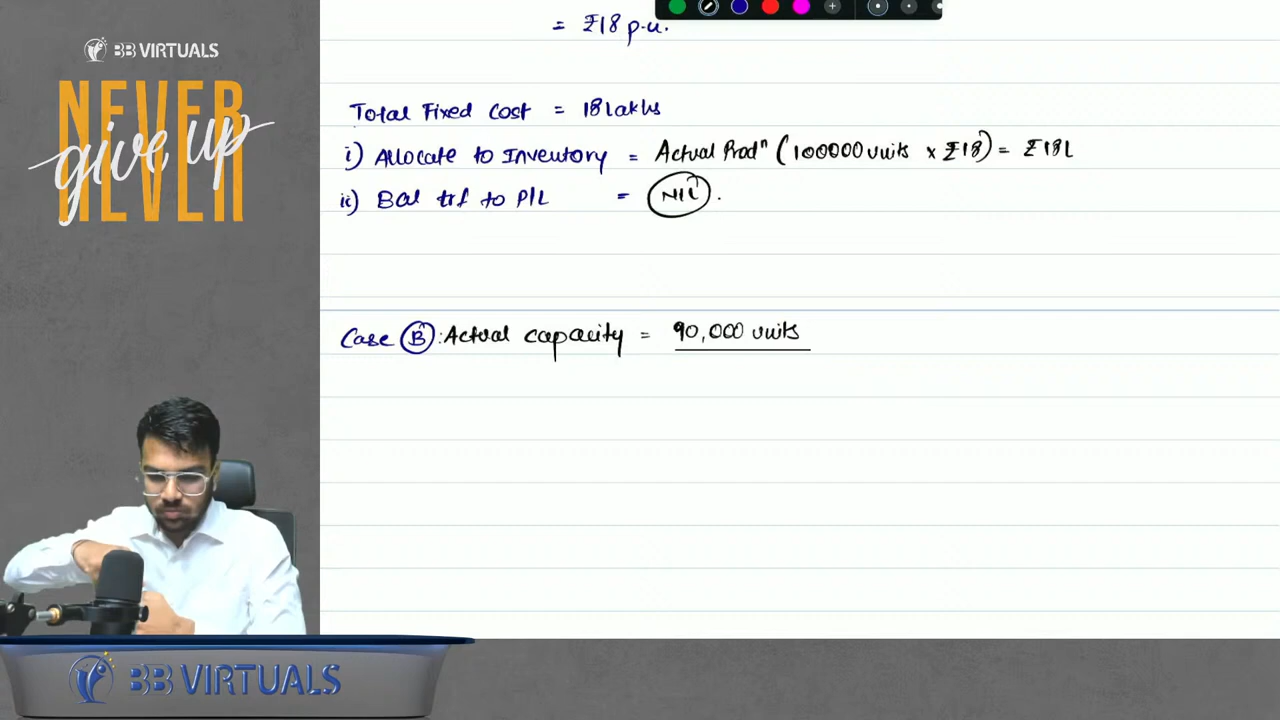 BB VIRTUALS
NEVER
give up
NEVER
= ₹18 p.u.
Total Fixed Cost = 18 Lakhs
i) Allocate to Inventory = Actual Prodⁿ (100000 units x ₹18) = ₹18L
ii) Bal trf to P/L = NIL.
Case B : Actual capacity = 90,000 units
BB VIRTUALS